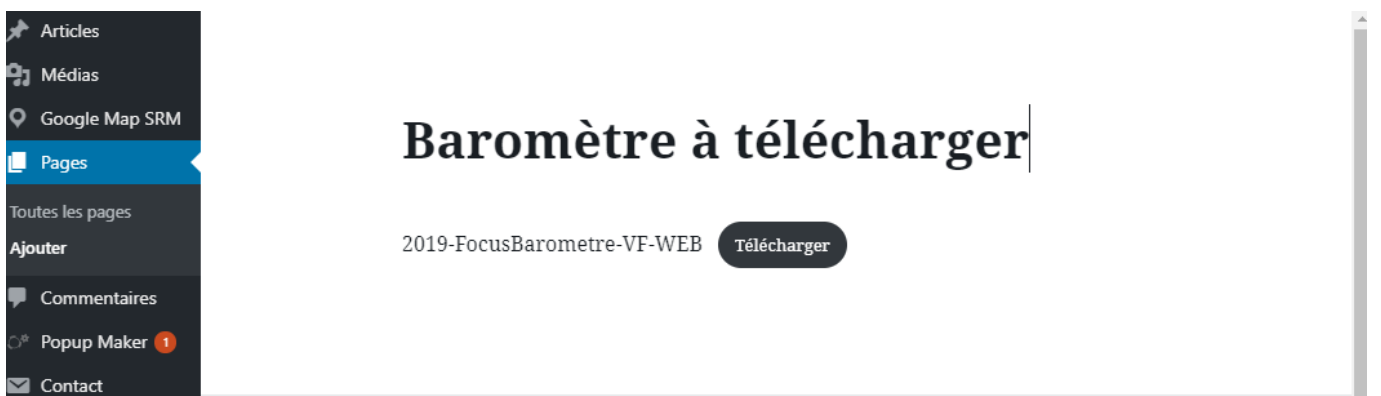 Articles
Médias
Google Map SRM
Pages
Toutes les pages
Ajouter
Commentaires
Popup Maker 1
Contact
Baromètre à télécharger
2019-FocusBarometre-VF-WEB Télécharger